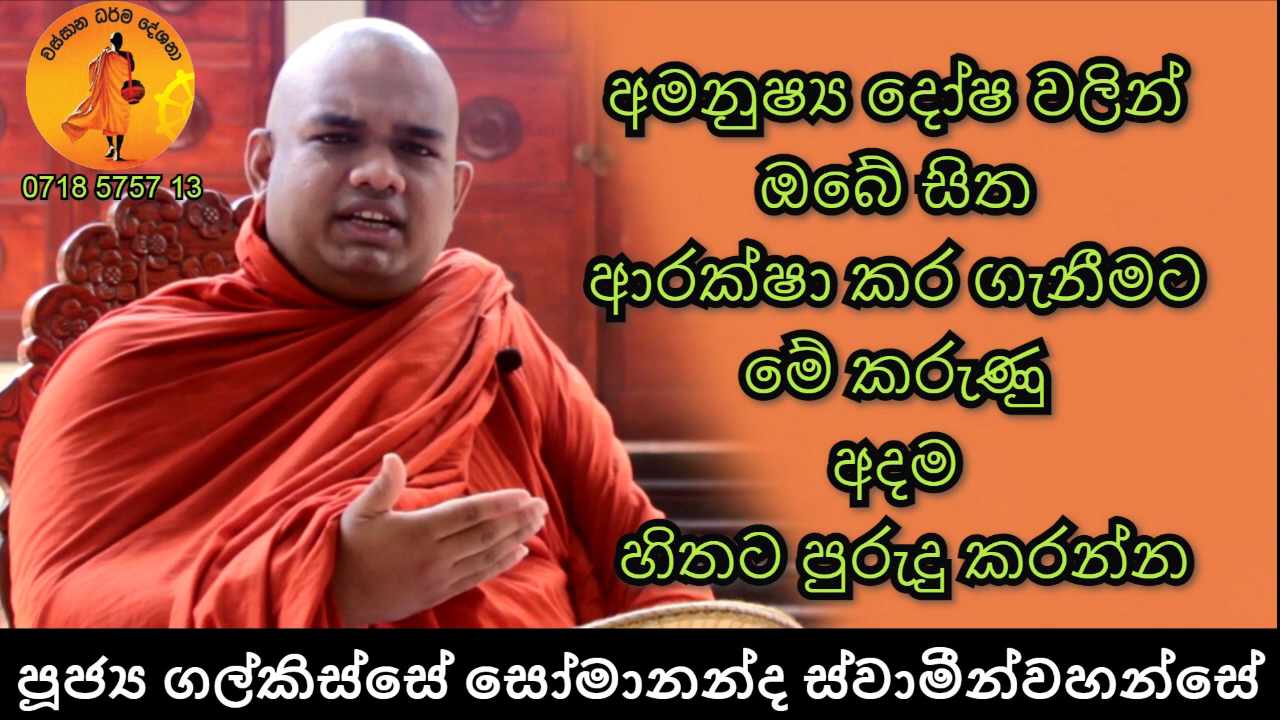 වස්සාන ධර්ම දේශනා
0718 5757 13
අමනුෂ්‍ය දෝෂ වලින්
ඔබේ සිත
ආරක්ෂා කර ගැනීමට
මේ කරුණු
අදම
හිතට පුරුදු කරන්න
පූජ්‍ය ගල්කිස්සේ සෝමානන්ද ස්වාමීන්වහන්සේ